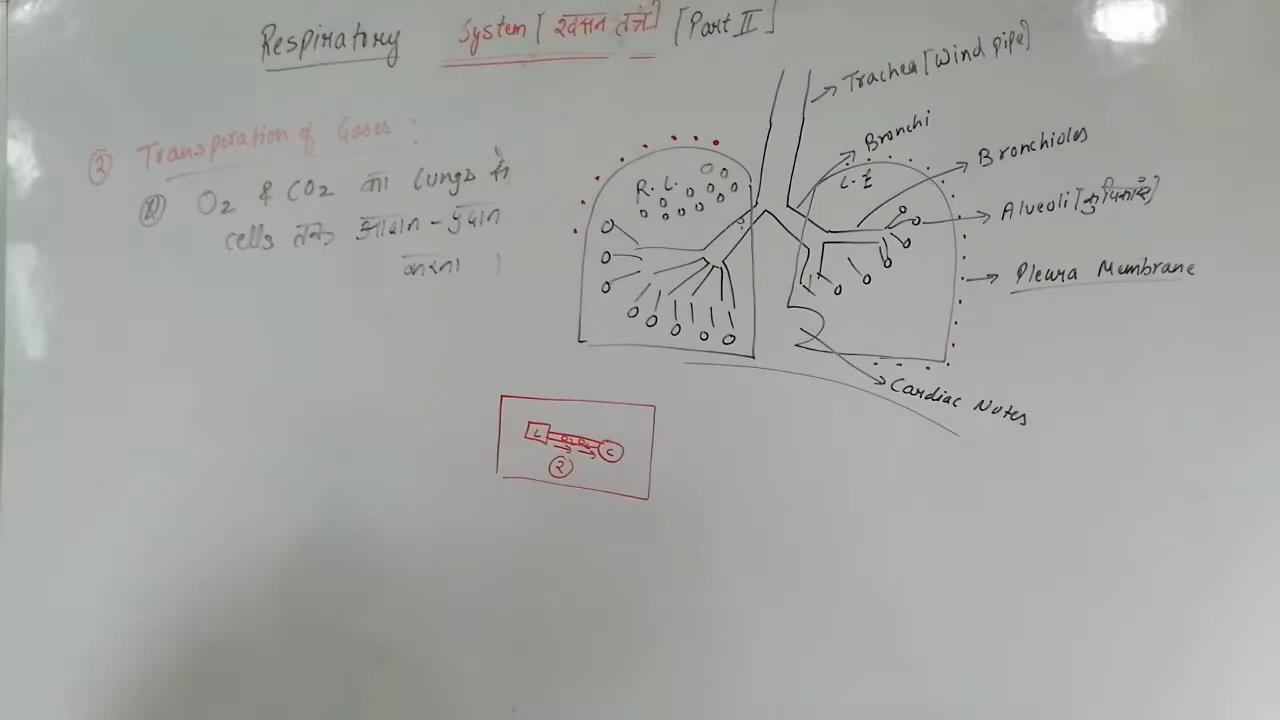 Respiratory System [श्वसन तंत्र] [Part II]
② Transporation of Gases :
O2 & CO2 का Lungs से
cells तक आदान - प्रदान
करना ।
Trachea [Wind pipe]
Bronchi
Bronchioles
Alveoli [कुपिकाएं]
Pleura Membrane
Cardiac Notes
R. L.
L. L
L
C
②